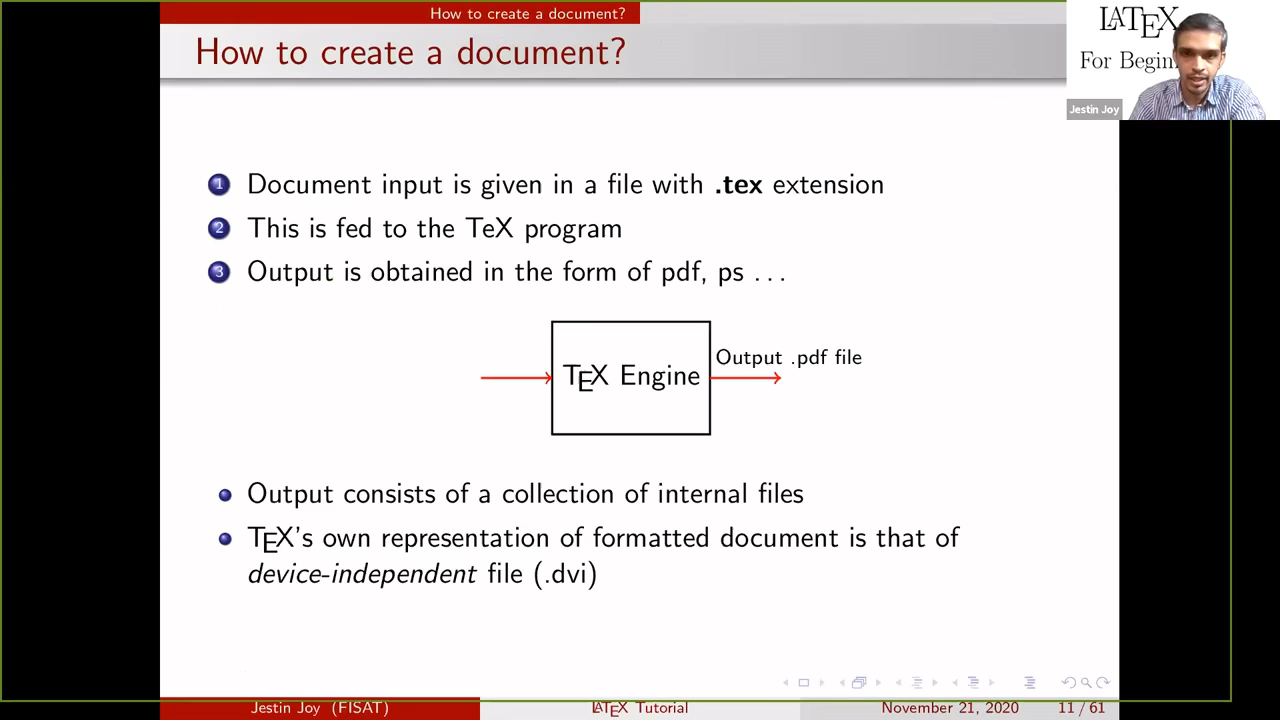 How to create a document?
How to create a document?
LATEX
For Begin
Jestin Joy
1 Document input is given in a file with .tex extension
2 This is fed to the TeX program
3 Output is obtained in the form of pdf, ps . . .
Output .pdf file
TEX Engine
Output consists of a collection of internal files
TEX's own representation of formatted document is that of
device-independent file (.dvi)
Jestin Joy (FISAT)
LATEX Tutorial
November 21, 2020
11 / 61